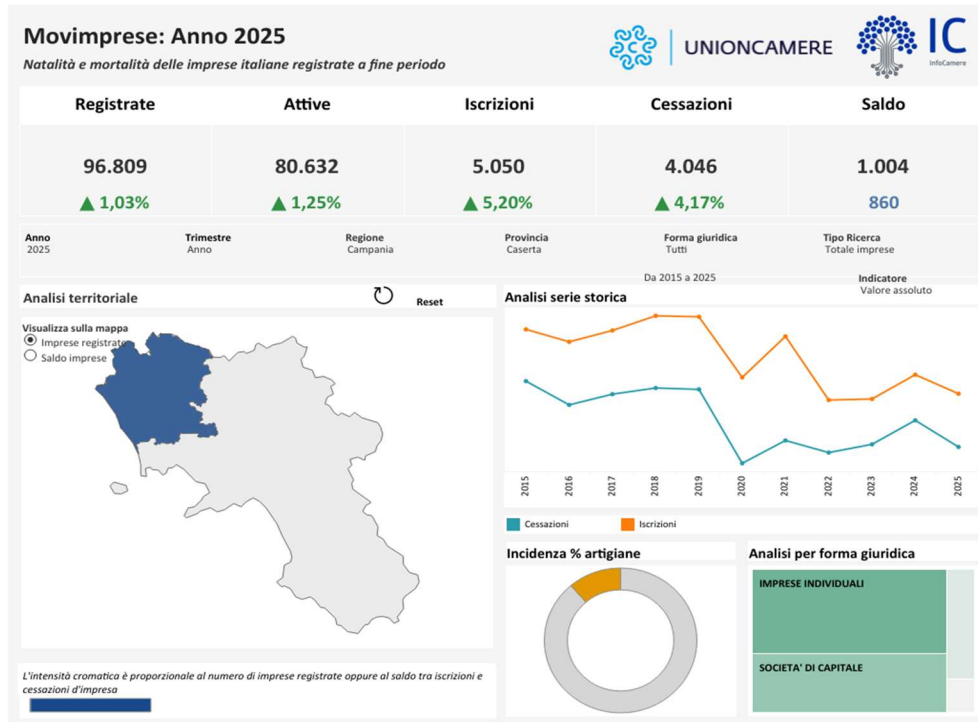 Movimprese: Anno 2025
Natalità e mortalità delle imprese italiane registrate a fine periodo
UNIONCAMERE
IC
InfoCamere
Registrate
Attive
Iscrizioni
Cessazioni
Saldo
96.809
80.632
5.050
4.046
1.004
▲ 1,03%
▲ 1,25%
▲ 5,20%
▲ 4,17%
860
Anno
2025
Trimestre
Anno
Regione
Campania
Provincia
Caserta
Forma giuridica
Tutti
Tipo Ricerca
Totale imprese
Da 2015 a 2025
Indicatore
Valore assoluto
Analisi territoriale
Reset
Visualizza sulla mappa
Imprese registrate
Saldo imprese
L'intensità cromatica è proporzionale al numero di imprese registrate oppure al saldo tra iscrizioni e
cessazioni d'impresa
Analisi serie storica
2015
2016
2017
2018
2019
2020
2021
2022
2023
2024
2025
Cessazioni
Iscrizioni
Incidenza % artigiane
Analisi per forma giuridica
IMPRESE INDIVIDUALI
SOCIETA' DI CAPITALE